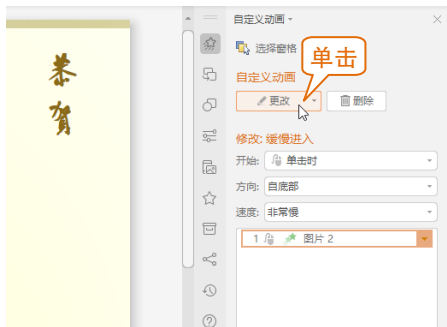 恭
賀
自定义动画
选择窗格
单击
自定义动画
更改 删除
修改: 缓慢进入
开始: 单击时
方向: 自底部
速度: 非常慢
1 图片 2